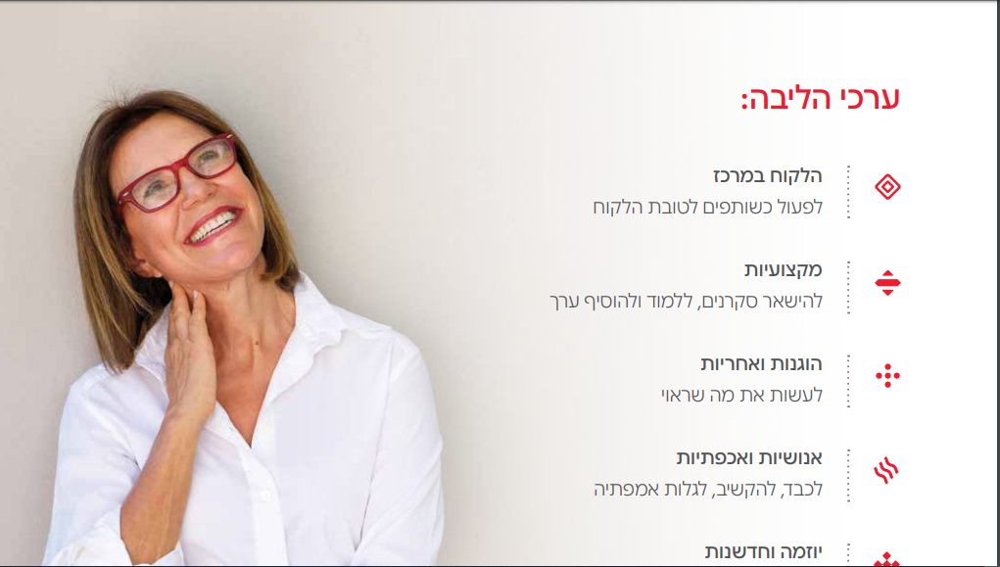 ערכי הליבה:
הלקוח במרכז
לפעול כשותפים לטובת הלקוח
מקצועיות
להישאר סקרנים, ללמוד ולהוסיף ערך
הוגנות ואחריות
לעשות את מה שראוי
אנושיות ואכפתיות
לכבד, להקשיב, לגלות אמפתיה
יוזמה וחדשנות